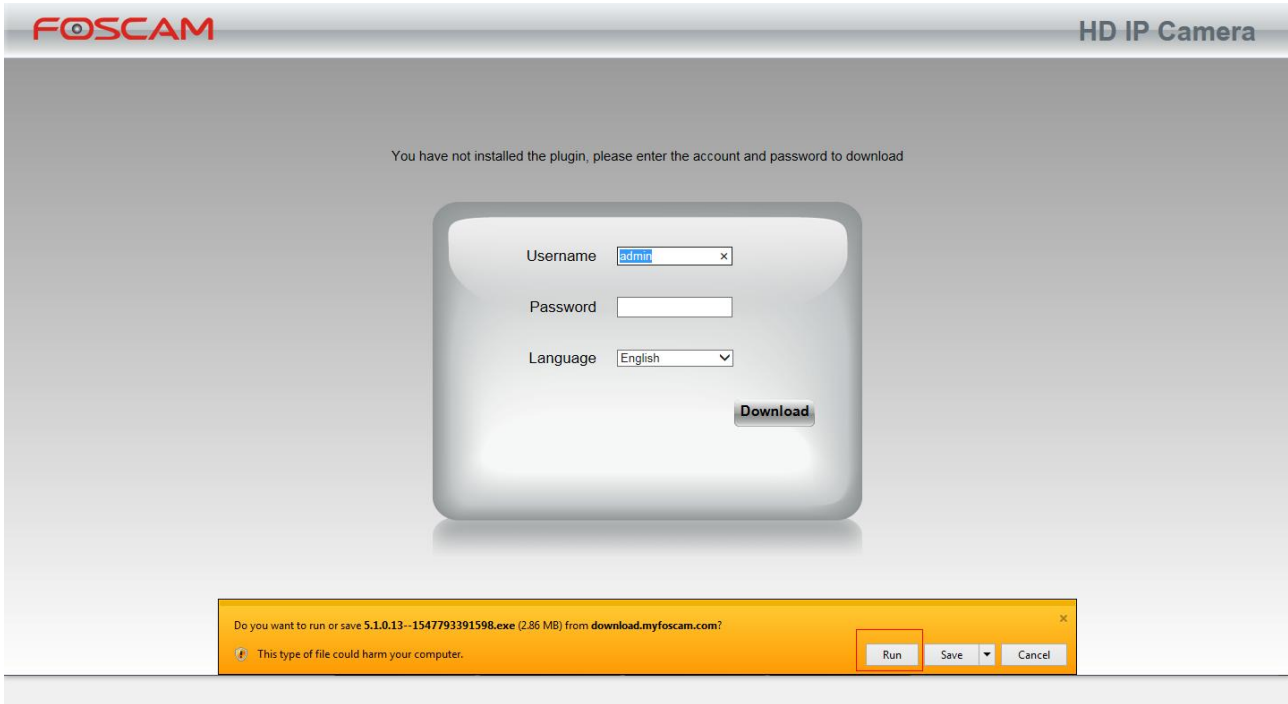 FOSCAM
HD IP Camera
You have not installed the plugin, please enter the account and password to download
Username admin ×
Password
Language English
Download
Do you want to run or save 5.1.0.13--1547793391598.exe (2.86 MB) from download.myfoscam.com? ×
This type of file could harm your computer.
Run Save Cancel